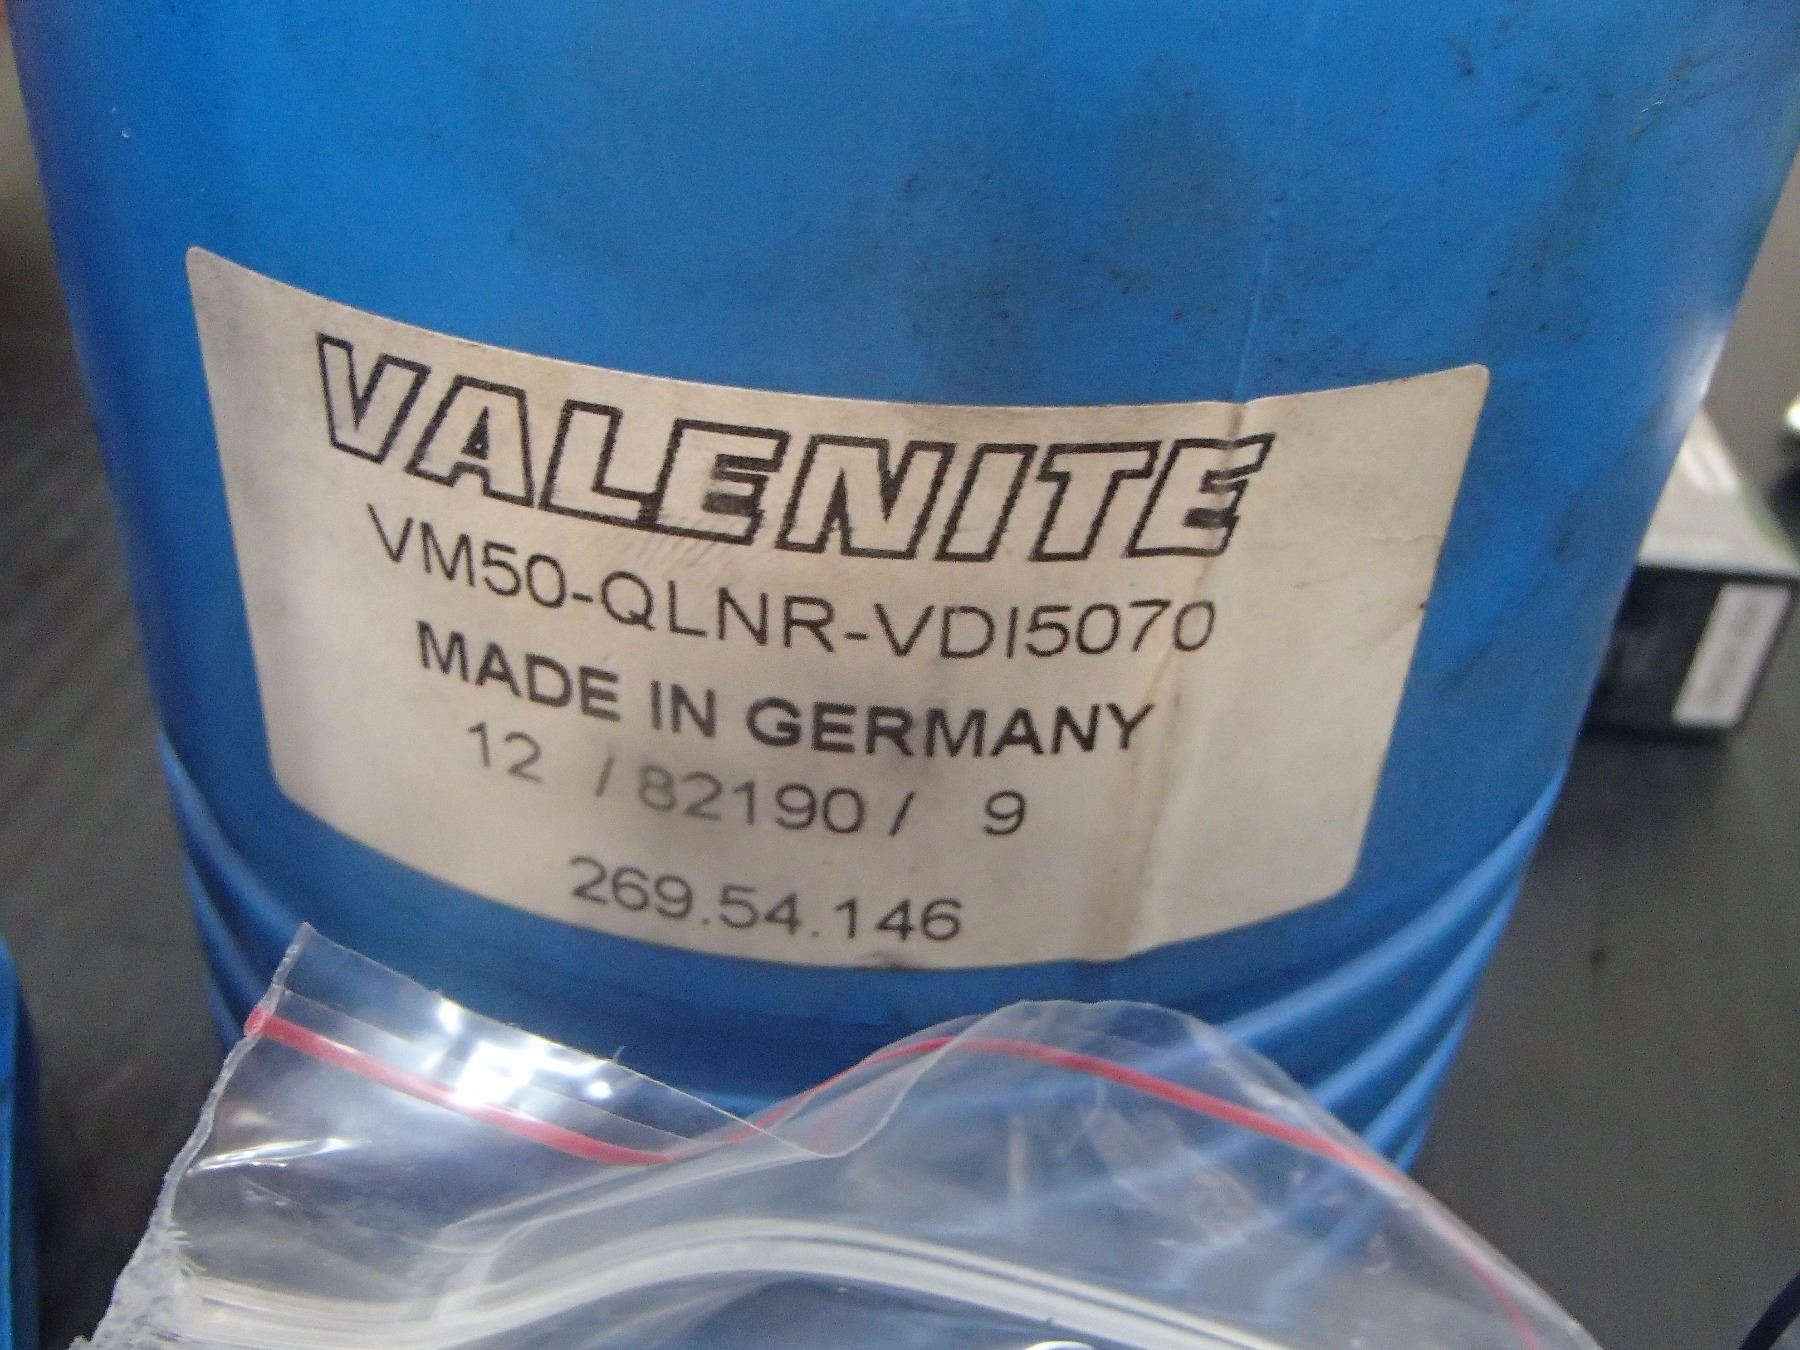 VALENITE
VM50-QLNR-VDI5070
MADE IN GERMANY
12 / 82190 / 9
269.54.146